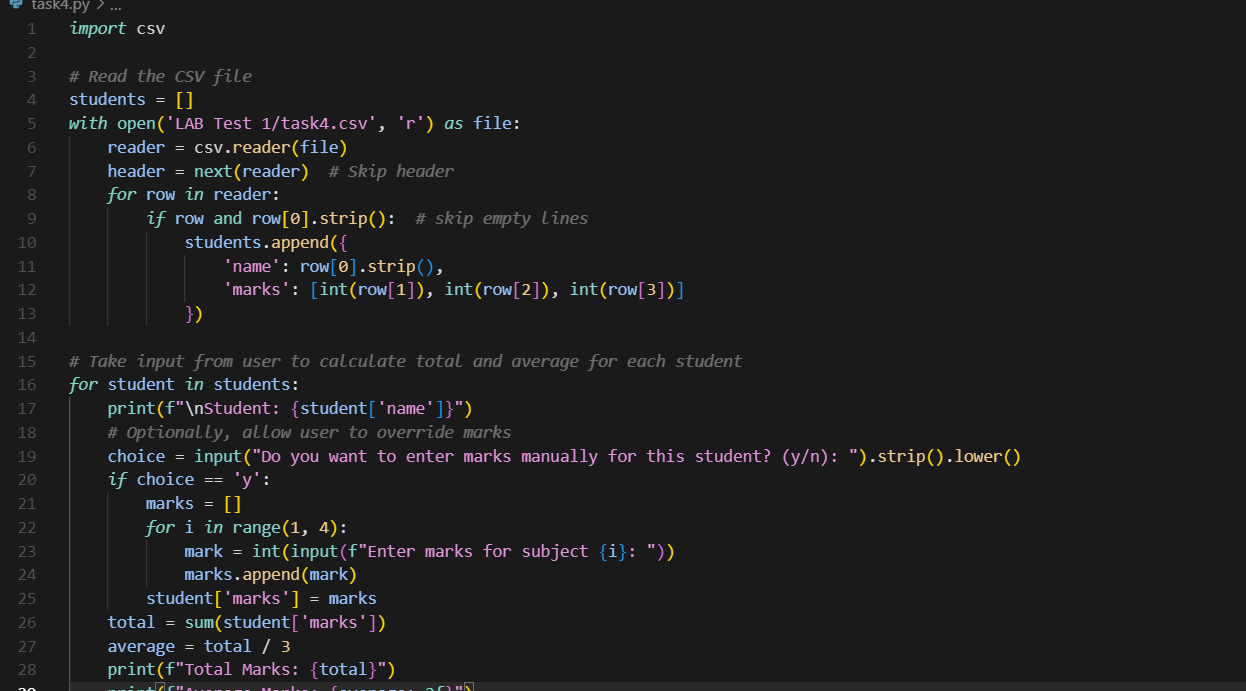 task4.py > ...
1 import csv
2
3 # Read the CSV file
4 students = []
5 with open('LAB Test 1/task4.csv', 'r') as file:
6     reader = csv.reader(file)
7     header = next(reader)  # Skip header
8     for row in reader:
9         if row and row[0].strip():  # skip empty lines
10             students.append({
11                 'name': row[0].strip(),
12                 'marks': [int(row[1]), int(row[2]), int(row[3])]
13             })
14
15 # Take input from user to calculate total and average for each student
16 for student in students:
17     print(f"\nStudent: {student['name']}")
18     # Optionally, allow user to override marks
19     choice = input("Do you want to enter marks manually for this student? (y/n): ").strip().lower()
20     if choice == 'y':
21         marks = []
22         for i in range(1, 4):
23             mark = int(input(f"Enter marks for subject {i}: "))
24             marks.append(mark)
25         student['marks'] = marks
26     total = sum(student['marks'])
27     average = total / 3
28     print(f"Total Marks: {total}")